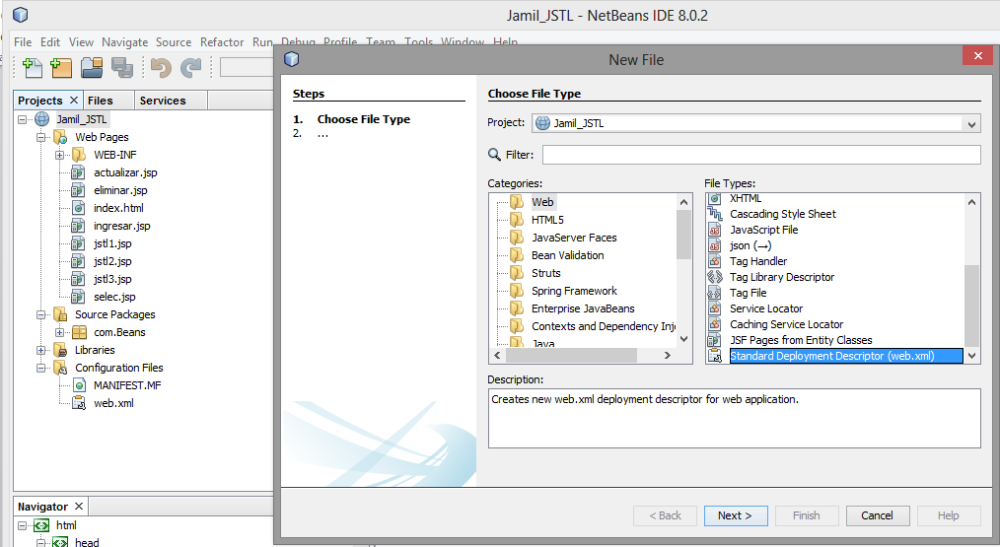 Jamil_JSTL - NetBeans IDE 8.0.2
File Edit View Navigate Source Refactor Run Debug Profile Team Tools Window Help
Projects Files Services
Jamil_JSTL
Web Pages
WEB-INF
actualizar.jsp
eliminar.jsp
index.html
ingresar.jsp
jstl1.jsp
jstl2.jsp
jstl3.jsp
selec.jsp
Source Packages
com.Beans
Libraries
Configuration Files
MANIFEST.MF
web.xml
Navigator
html
head
New File
Steps
1. Choose File Type
2. ...
Choose File Type
Project: Jamil_JSTL
Filter:
Categories:
Web
HTML5
JavaServer Faces
Bean Validation
Struts
Spring Framework
Enterprise JavaBeans
Contexts and Dependency Inje
Java
File Types:
XHTML
Cascading Style Sheet
JavaScript File
json (→)
Tag Handler
Tag Library Descriptor
Tag File
Service Locator
Caching Service Locator
JSF Pages from Entity Classes
Standard Deployment Descriptor (web.xml)
Description:
Creates new web.xml deployment descriptor for web application.
< Back Next > Finish Cancel Help